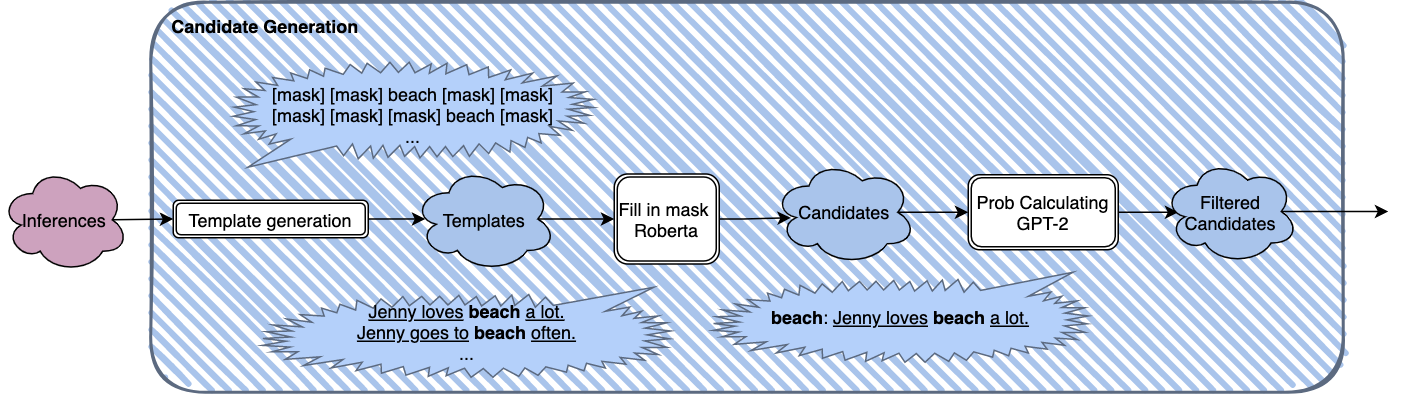 Candidate Generation
[mask] [mask] beach [mask] [mask]
[mask] [mask] [mask] beach [mask]
...
Inferences
Template generation
Templates
Fill in mask
Roberta
Candidates
Prob Calculating
GPT-2
Filtered
Candidates
Jenny loves beach a lot.
Jenny goes to beach often.
...
beach: Jenny loves beach a lot.